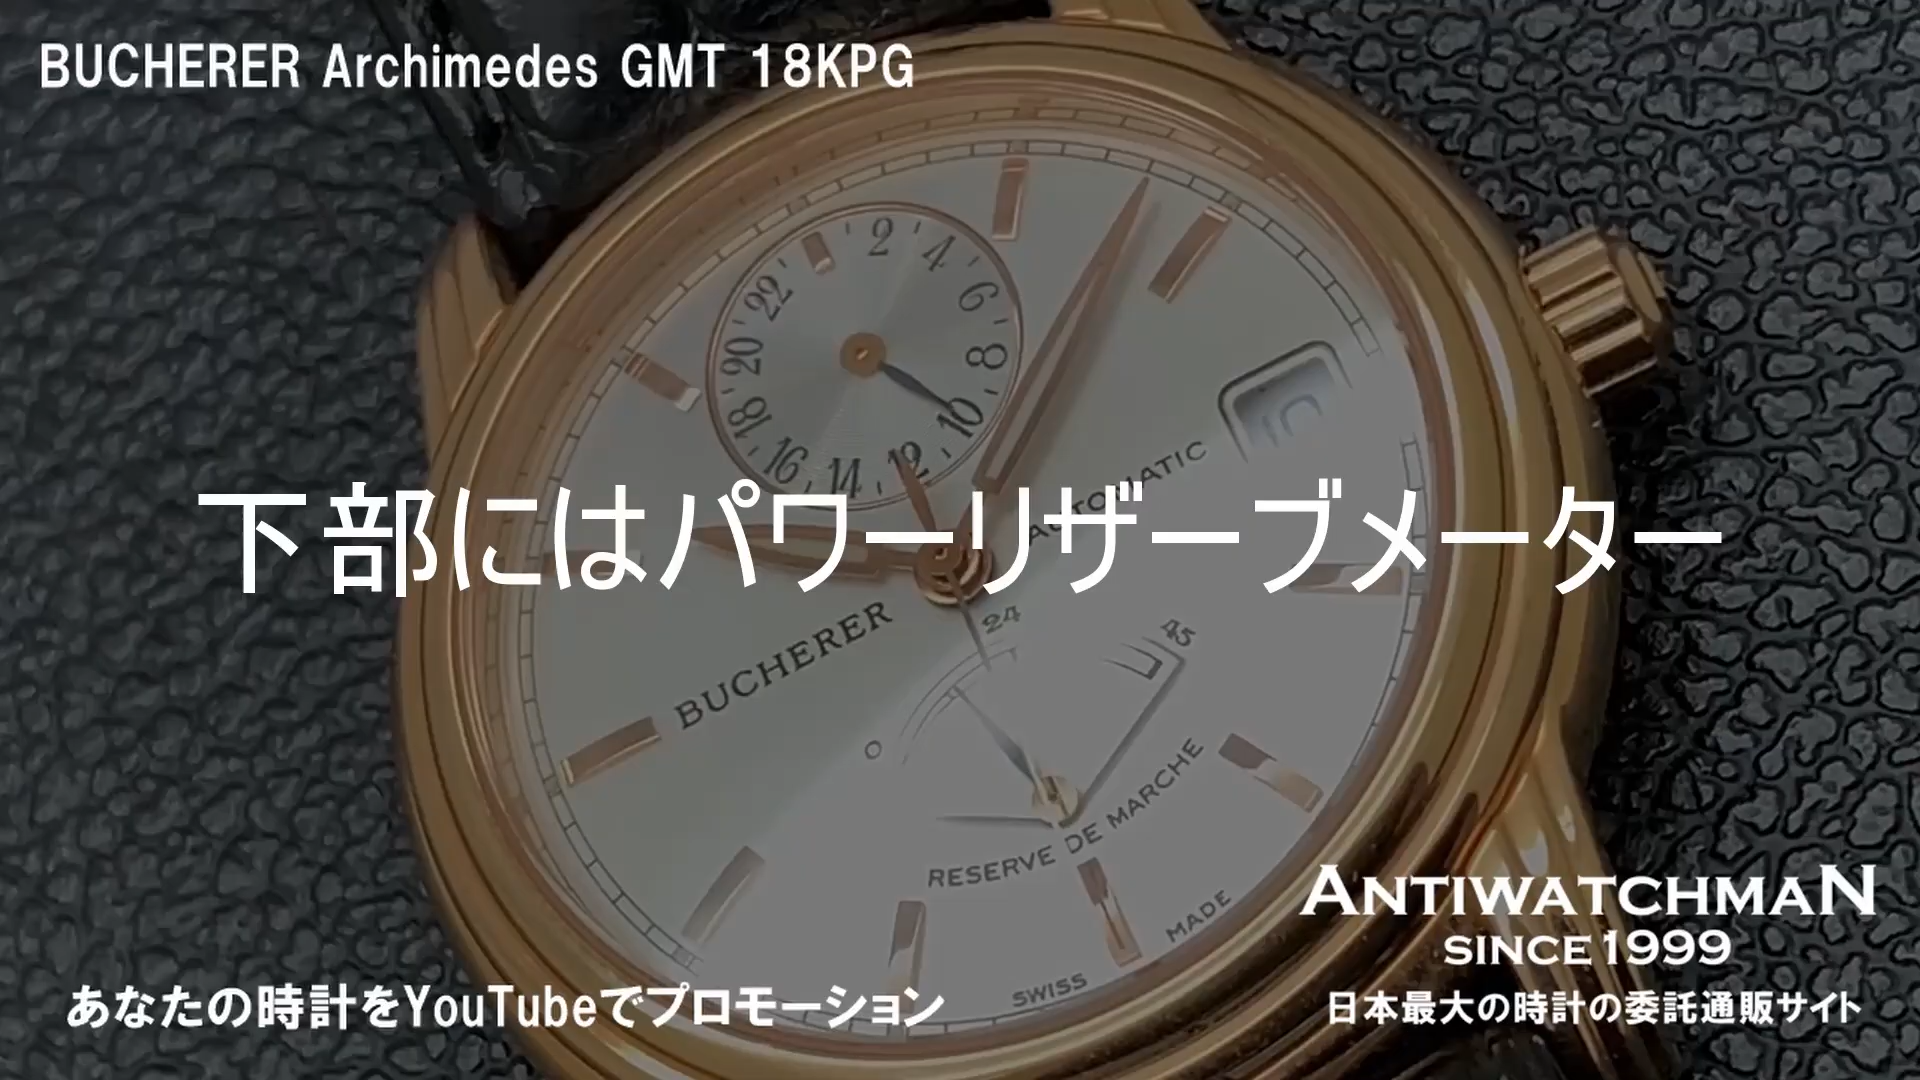 BUCHERER Archimedes GMT 18KPG
2 4 6 8 10 12 14 16 18 20 22
AUTOMATIC
下部にはパワーリザーブメーター
BUCHERER
24
45
0
RESERVE DE MARCHE
SWISS MADE
ANTIWATCHMAN
SINCE 1999
あなたの時計をYouTubeでプロモーション
日本最大の時計の委託通販サイト